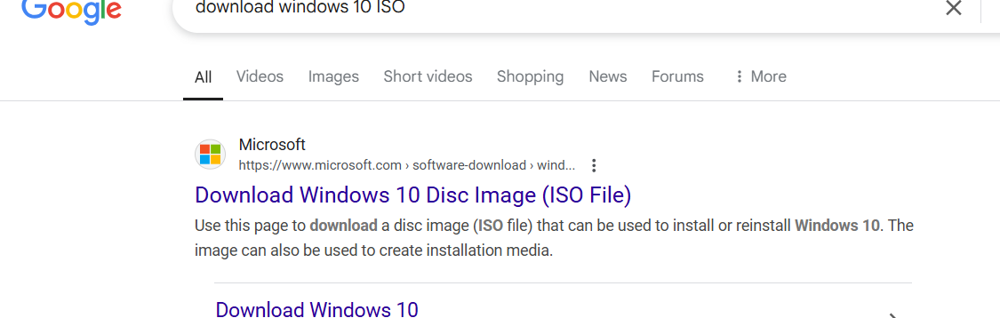 Google
download windows 10 ISO
All Videos Images Short videos Shopping News Forums More
Microsoft
https://www.microsoft.com › software-download › wind...
Download Windows 10 Disc Image (ISO File)
Use this page to download a disc image (ISO file) that can be used to install or reinstall Windows 10. The
image can also be used to create installation media.
Download Windows 10